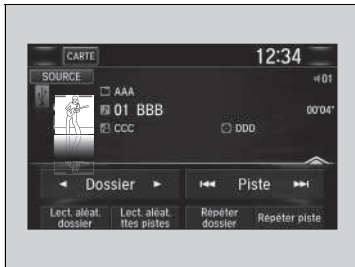 CARTE 12:34
SOURCE 01
AAA
01 BBB 00'04"
CCC DDD
Dossier Piste
Lect. aléat. dossier
Lect. aléat. ttes pistes
Répéter dossier
Répéter piste